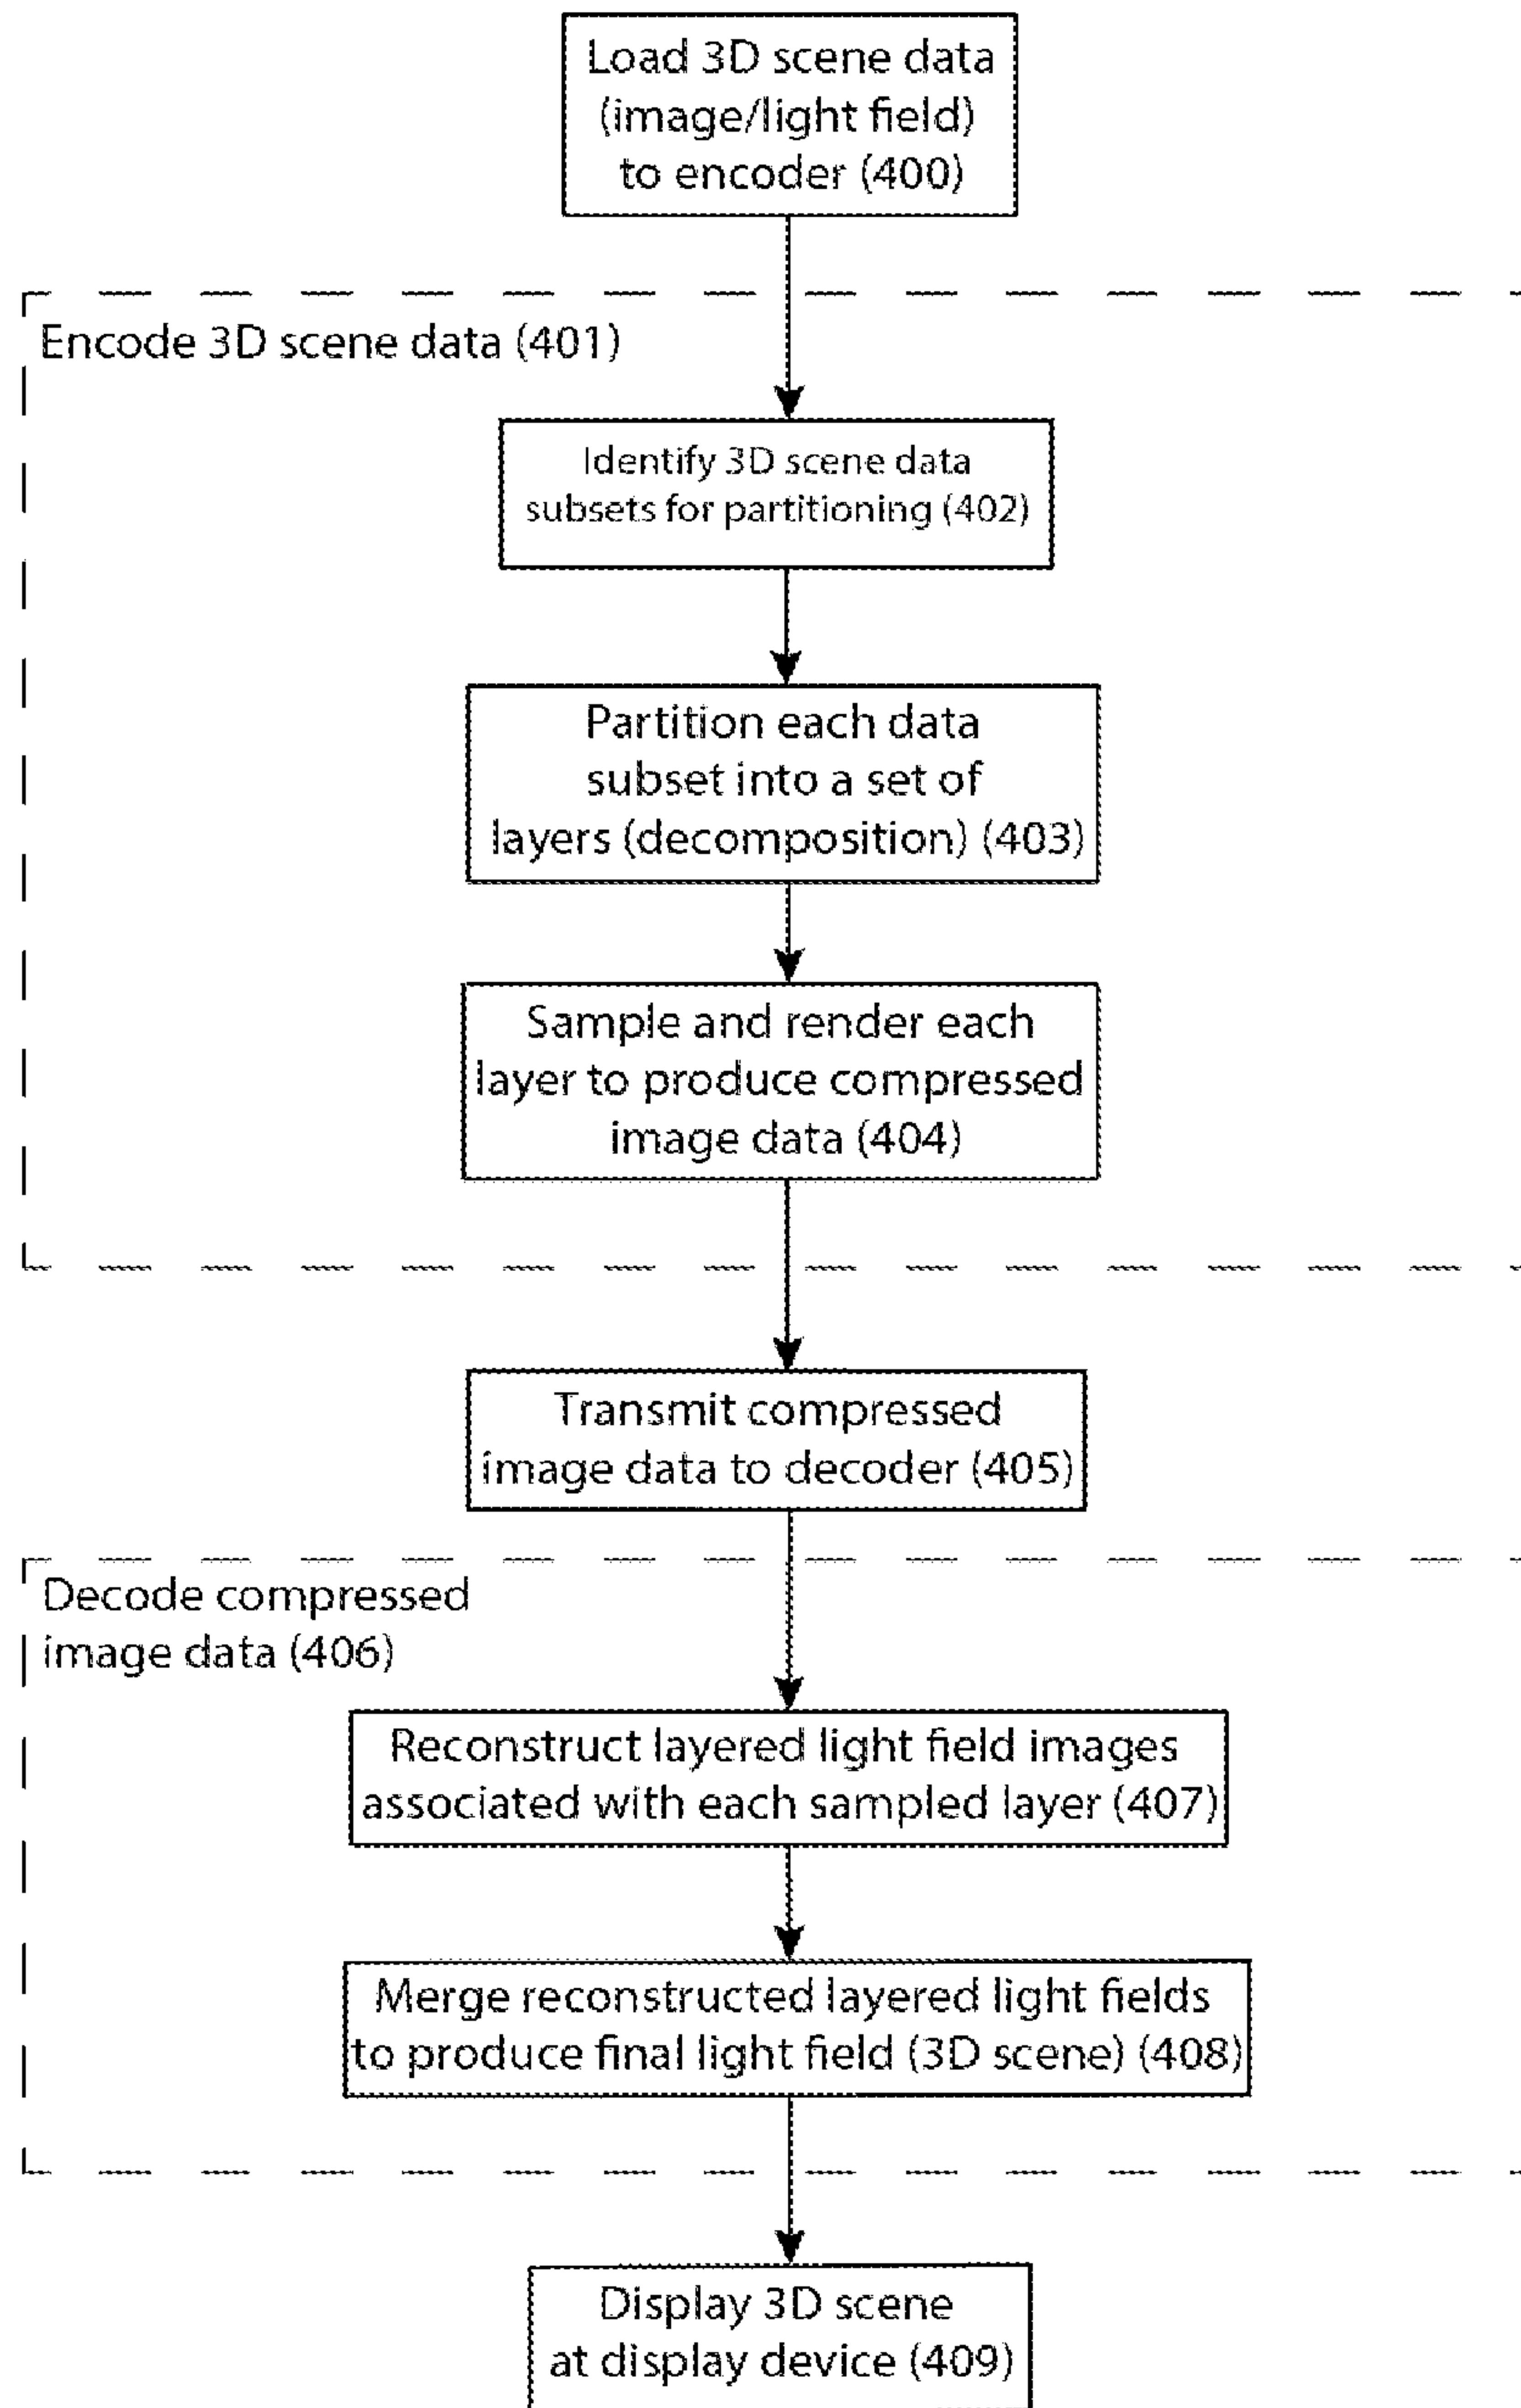 Load 3D scene data
(image/light field)
to encoder (400)
Encode 3D scene data (401)
Identify 3D scene data
subsets for partitioning (402)
Partition each data
subset into a set of
layers (decomposition) (403)
Sample and render each
layer to produce compressed
image data (404)
Transmit compressed
image data to decoder (405)
Decode compressed
image data (406)
Reconstruct layered light field images
associated with each sampled layer (407)
Merge reconstructed layered light fields
to produce final light field (3D scene) (408)
Display 3D scene
at display device (409)